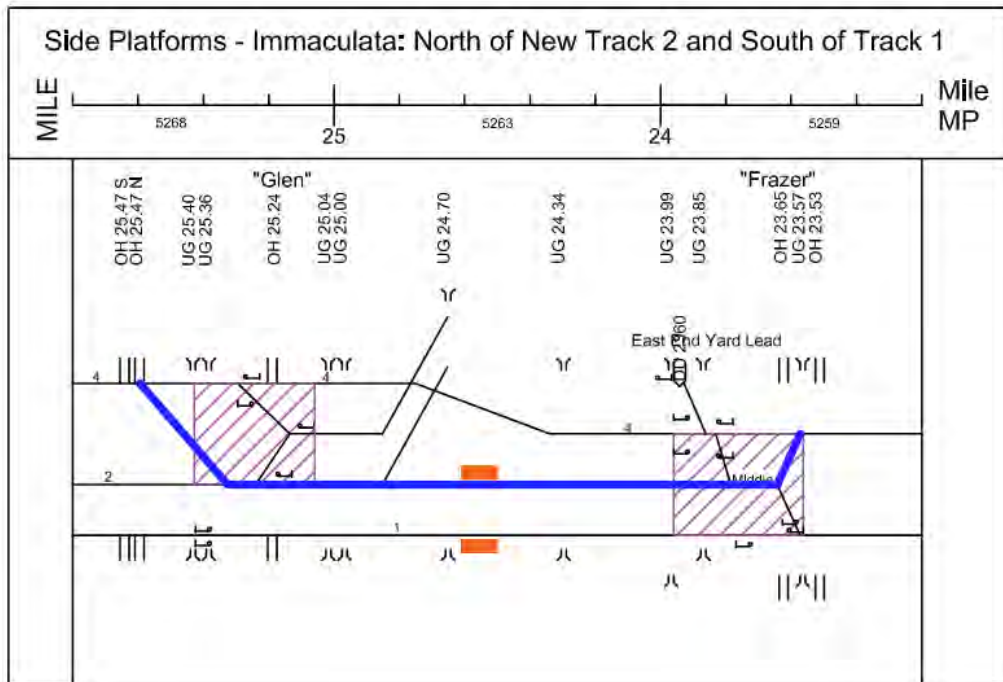 Side Platforms - Immaculata: North of New Track 2 and South of Track 1
MILE
Mile
MP
5268
5263
5259
25
24
"Glen"
"Frazer"
OH 25.47 S
OH 25.47 N
UG 25.40
UG 25.36
OH 25.24
UG 25.04
UG 25.00
UG 24.70
UG 24.34
UG 23.99
UG 23.85
OH 23.65
UG 23.57
OH 23.53
East End Yard Lead
4
4
4
2
Middle
1